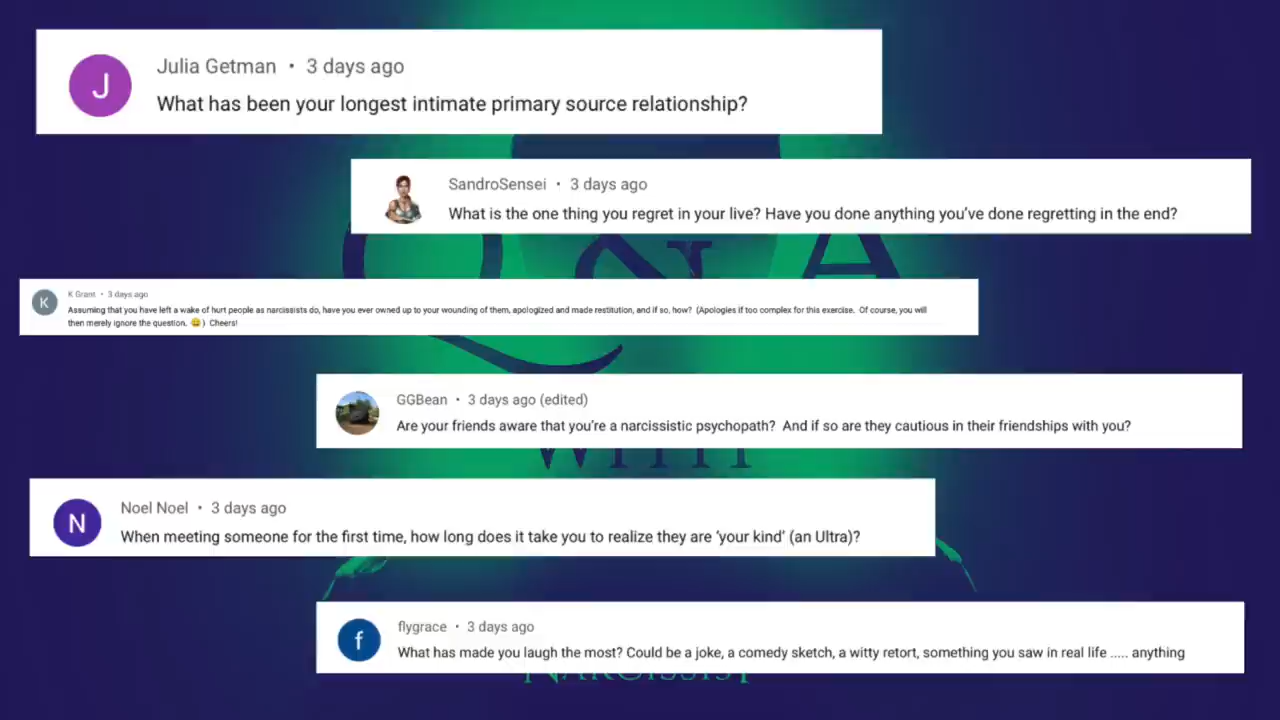 J
Julia Getman • 3 days ago
What has been your longest intimate primary source relationship?
SandroSensei • 3 days ago
What is the one thing you regret in your live? Have you done anything you've done regretting in the end?
Q & A
K
K Grant • 3 days ago
Assuming that you have left a wake of hurt people as narcissists do, have you ever owned up to your wounding of them, apologized and made restitution, and if so, how? (Apologies if too complex for this exercise. Of course, you will
then merely ignore the question. 😄) Cheers!
GGBean • 3 days ago (edited)
Are your friends aware that you're a narcissistic psychopath? And if so are they cautious in their friendships with you?
WITH
N
Noel Noel • 3 days ago
When meeting someone for the first time, how long does it take you to realize they are 'your kind' (an Ultra)?
f
flygrace • 3 days ago
What has made you laugh the most? Could be a joke, a comedy sketch, a witty retort, something you saw in real life ..... anything
NARCISSIST